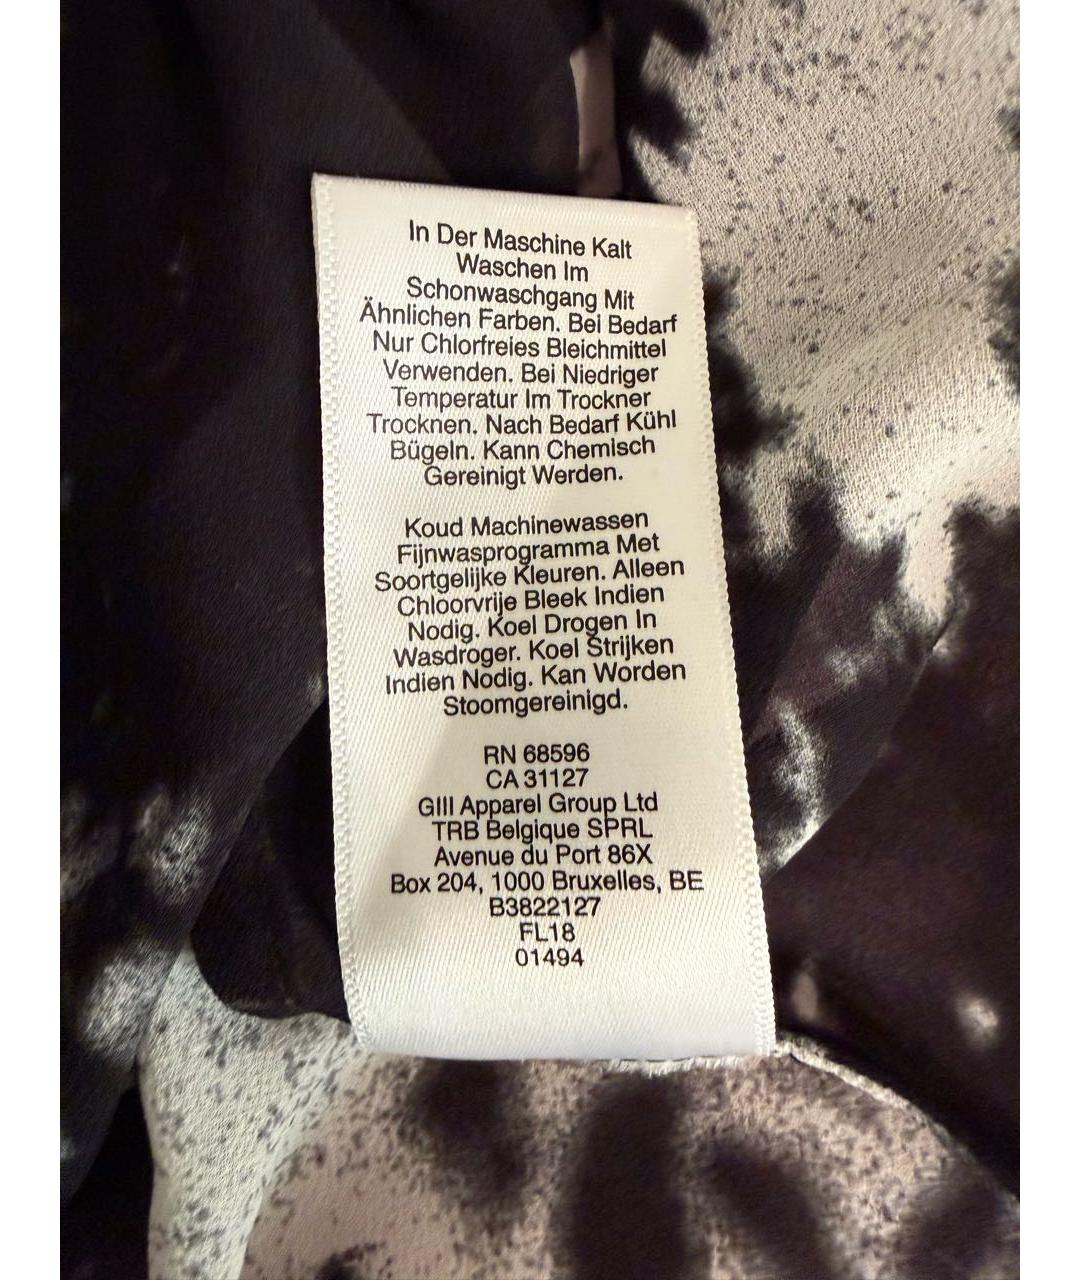 In Der Maschine Kalt
Waschen Im
Schonwaschgang Mit
Ähnlichen Farben. Bei Bedarf
Nur Chlorfreies Bleichmittel
Verwenden. Bei Niedriger
Temperatur Im Trockner
Trocknen. Nach Bedarf Kühl
Bügeln. Kann Chemisch
Gereinigt Werden.
Koud Machinewassen
Fijnwasprogramma Met
Soortgelijke Kleuren. Alleen
Chloorvrije Bleek Indien
Nodig. Koel Drogen In
Wasdroger. Koel Strijken
Indien Nodig. Kan Worden
Stoomgereinigd.
RN 68596
CA 31127
GIII Apparel Group Ltd
TRB Belgique SPRL
Avenue du Port 86X
Box 204, 1000 Bruxelles, BE
B3822127
FL18
01494